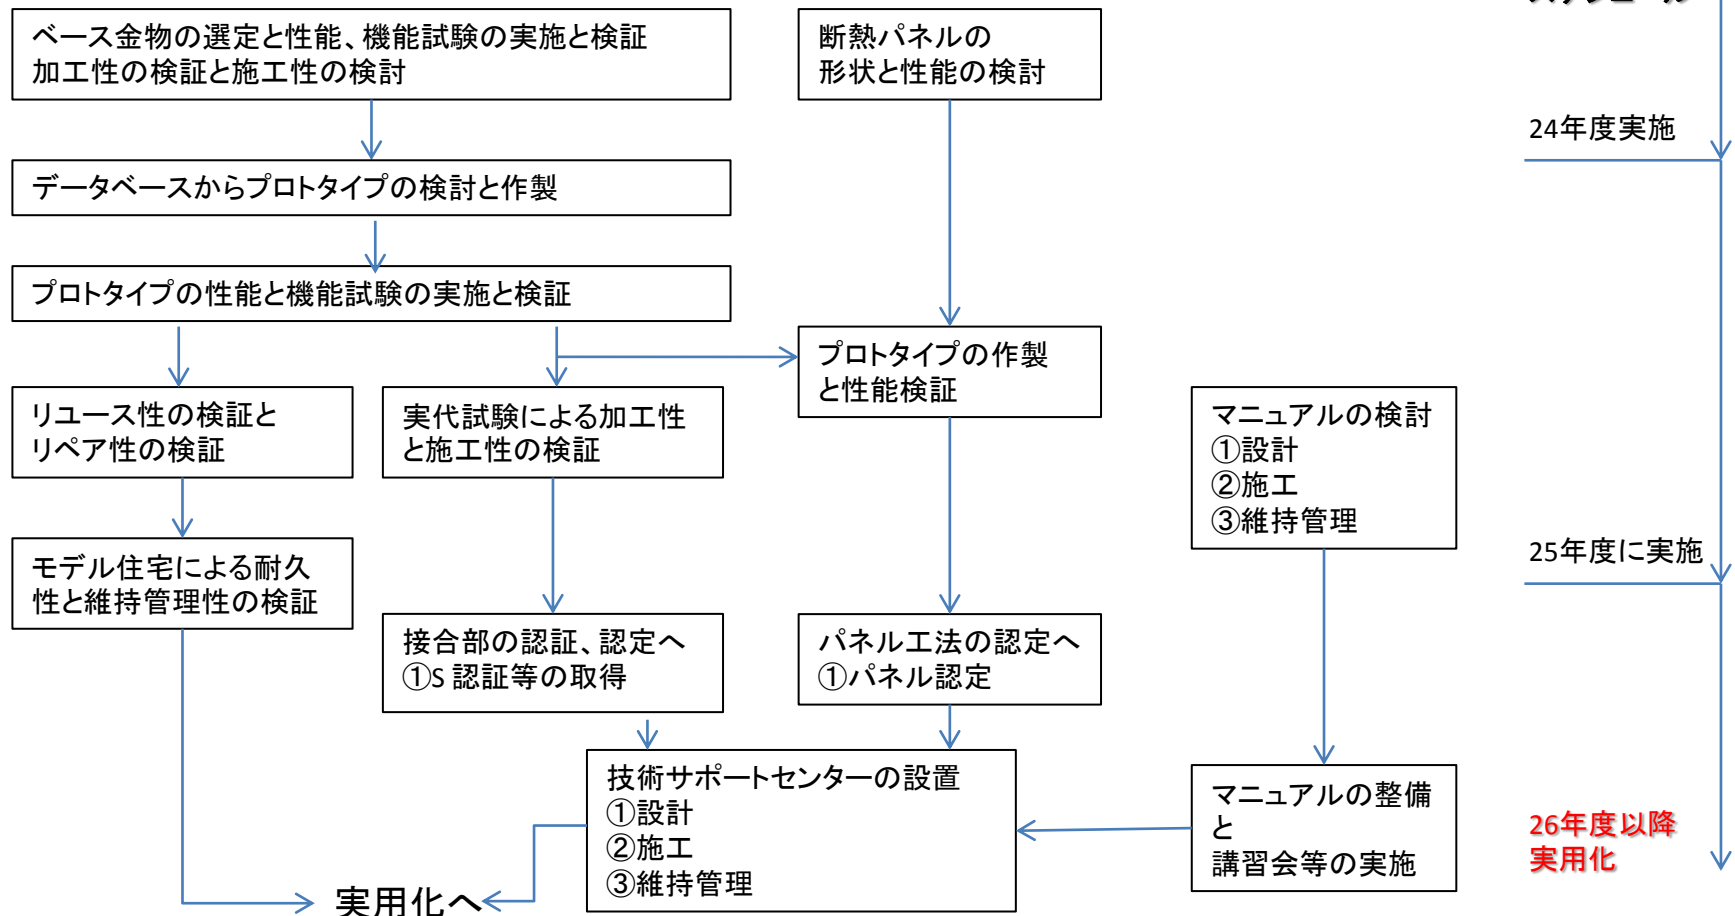 ベース金物の選定と性能、機能試験の実施と検証
加工性の検証と施工性の検討
断熱パネルの
形状と性能の検討
24年度実施
データベースからプロトタイプの検討と作製
プロトタイプの性能と機能試験の実施と検証
プロトタイプの作製
と性能検証
リユース性の検証と
リペア性の検証
実代試験による加工性
と施工性の検証
マニュアルの検討
①設計
②施工
③維持管理
25年度に実施
モデル住宅による耐久
性と維持管理性の検証
接合部の認証、認定へ
①S 認証等の取得
パネル工法の認定へ
①パネル認定
技術サポートセンターの設置
①設計
②施工
③維持管理
マニュアルの整備
と
講習会等の実施
26年度以降
実用化
実用化へ